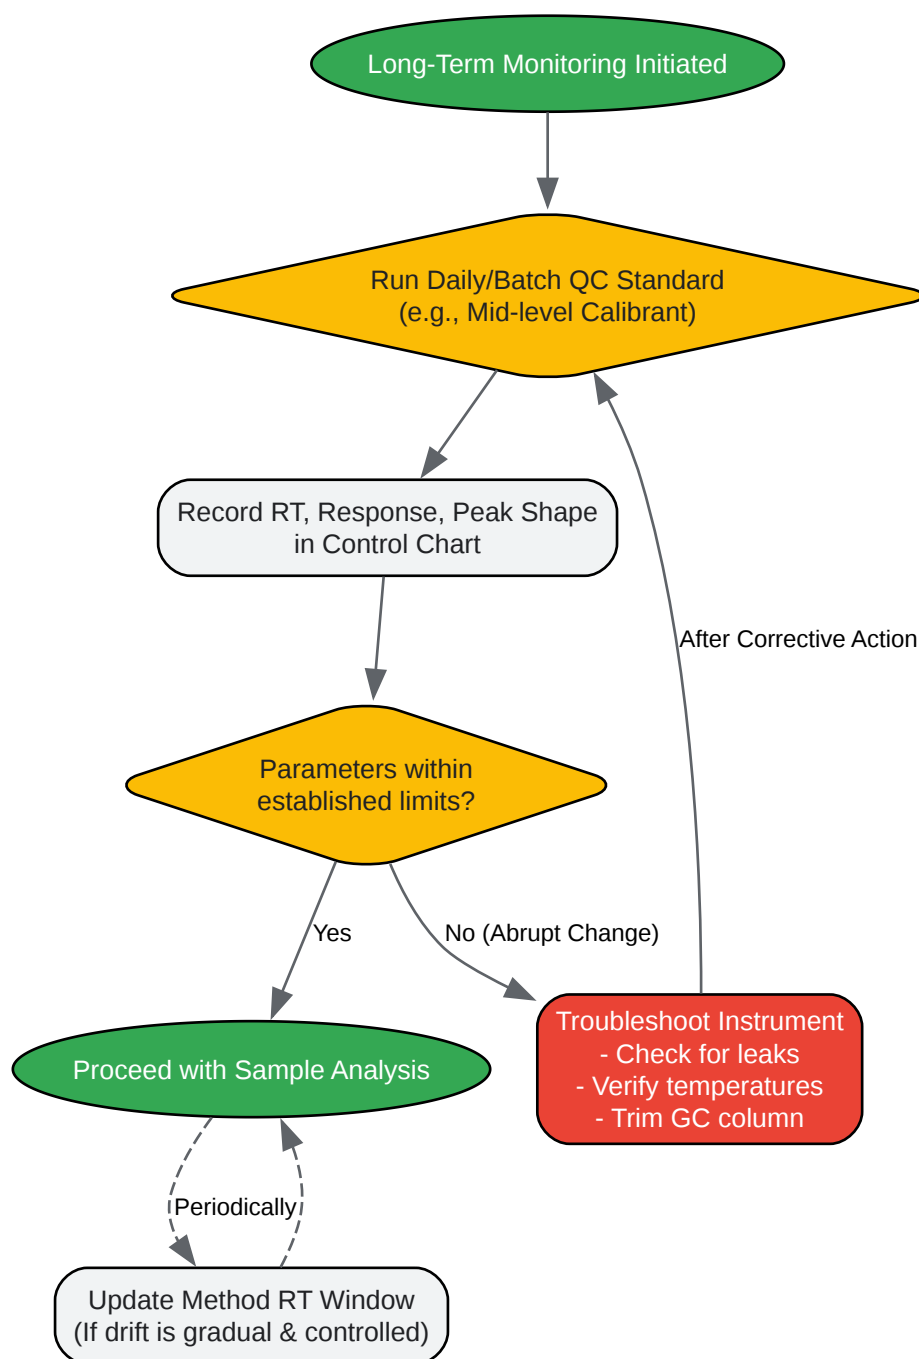 Long-Term Monitoring Initiated
Run Daily/Batch QC Standard
(e.g., Mid-level Calibrant)
Record RT, Response, Peak Shape
in Control Chart
After Corrective Action
Parameters within
established limits?
Yes
No (Abrupt Change)
Troubleshoot Instrument
- Check for leaks
- Verify temperatures
- Trim GC column
Proceed with Sample Analysis
Periodically
Update Method RT Window
(If drift is gradual & controlled)